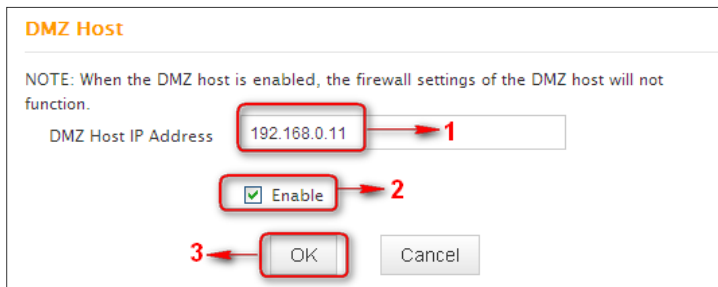 DMZ Host
NOTE: When the DMZ host is enabled, the firewall settings of the DMZ host will not
function.
DMZ Host IP Address 192.168.0.11 1
Enable 2
3 OK Cancel